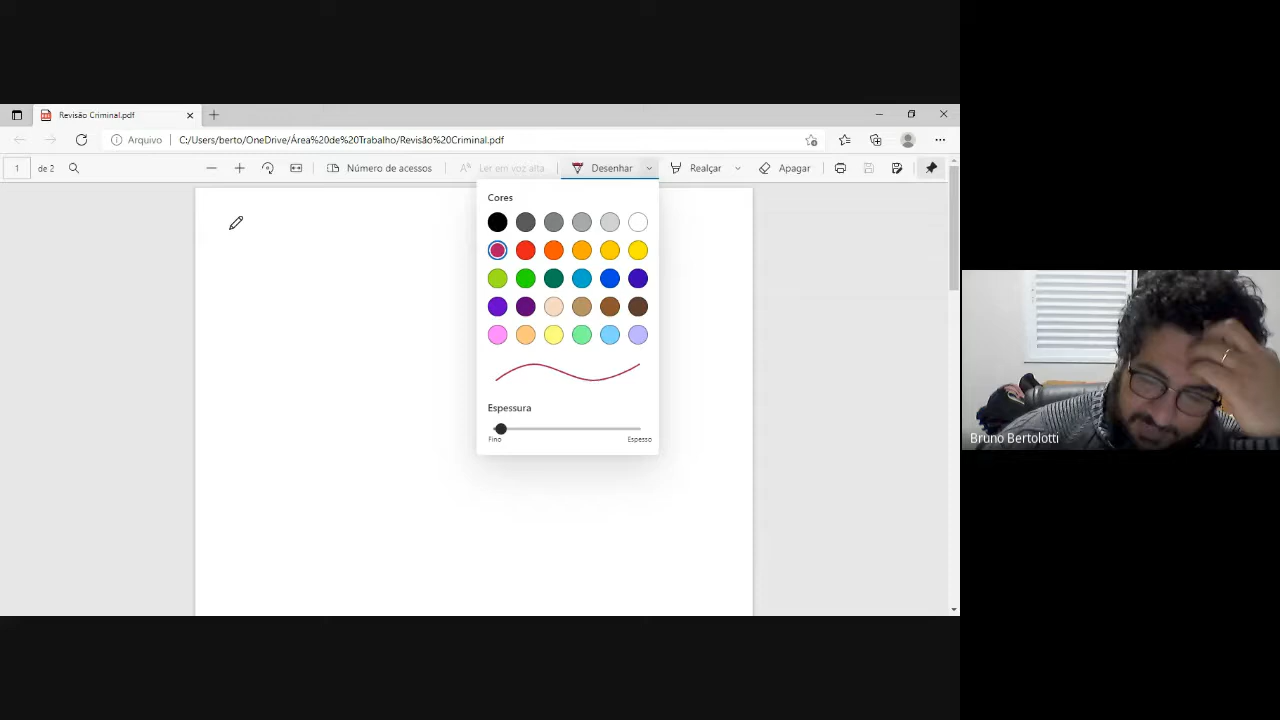 Revisão Criminal.pdf
Arquivo C:/Users/berto/OneDrive/Área%20de%20Trabalho/Revisão%20Criminal.pdf
1 de 2 Número de acessos Ler em voz alta Desenhar Realçar Apagar
Cores
Espessura
Fino Espesso
Bruno Bertolotti